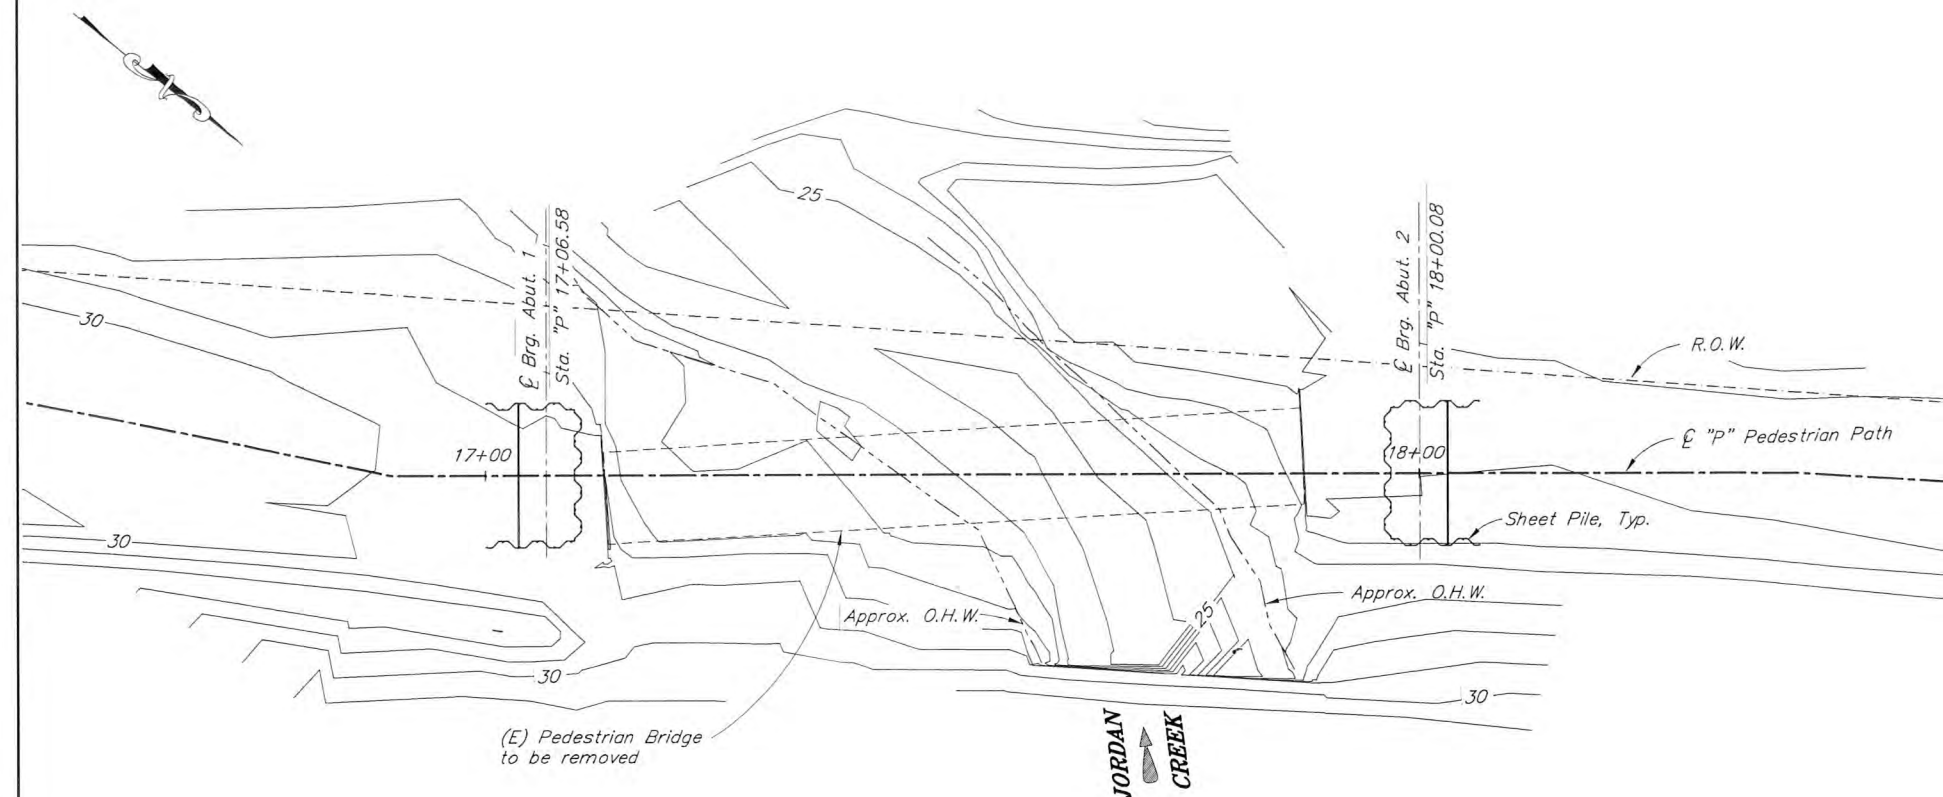 25
℄ Brg. Abut. 1
Sta. "P" 17+06.58
℄ Brg. Abut. 2
Sta. "P" 18+00.08
30
R.O.W.
17+00
18+00
℄ "P" Pedestrian Path
Sheet Pile, Typ.
30
Approx. O.H.W.
25
Approx. O.H.W.
30
30
(E) Pedestrian Bridge
to be removed
JORDAN
CREEK